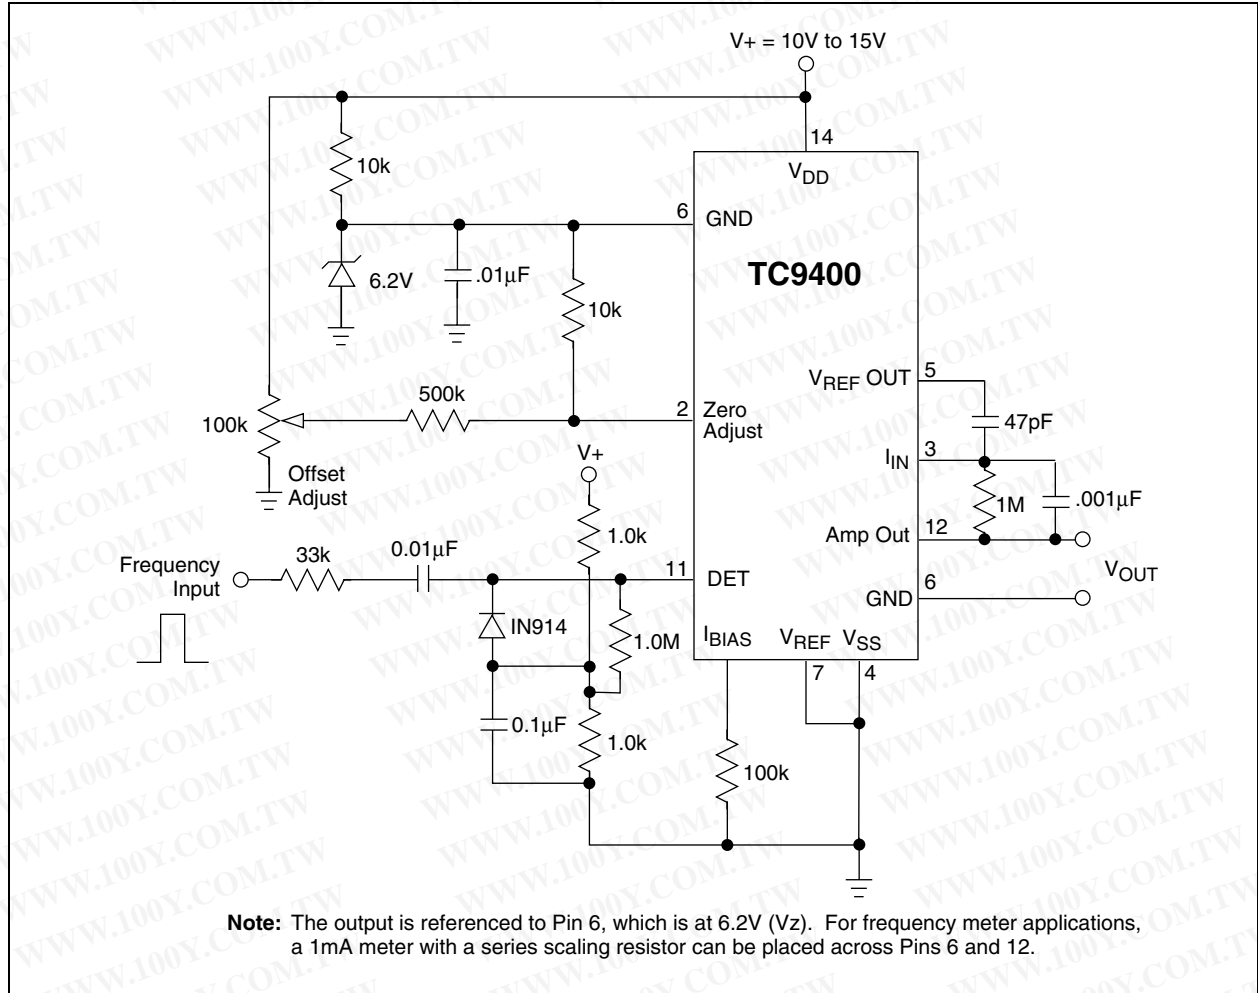 V+ = 10V to 15V
14
VDD
10k
6
GND
TC9400
6.2V
.01µF
10k
VREF OUT
5
500k
47pF
100k
2
Zero
Adjust
IIN
3
V+
Offset
Adjust
1M
.001µF
1.0k
Amp Out
12
33k
0.01µF
Frequency
Input
11
DET
VOUT
GND
6
IN914
1.0M
IBIAS
VREF
VSS
7
4
0.1µF
1.0k
100k
Note: The output is referenced to Pin 6, which is at 6.2V (Vz). For frequency meter applications,
a 1mA meter with a series scaling resistor can be placed across Pins 6 and 12.
WWW.100Y.COM.TW